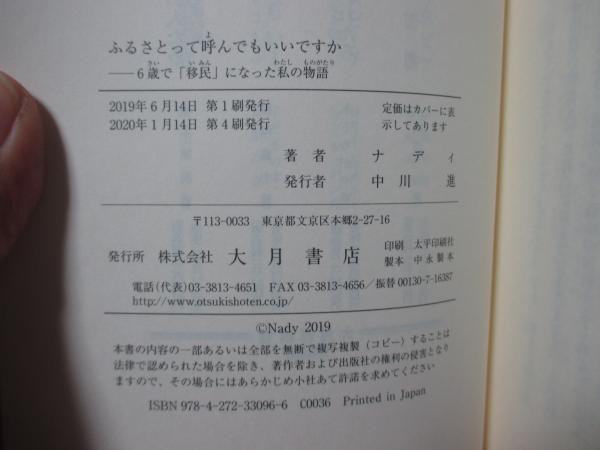 ふるさとって呼んでもいいですか
——6歳で「移民」になった私の物語
2019年6月14日 第1刷発行
2020年1月14日 第4刷発行
定価はカバーに表
示してあります
著者 ナディ
発行者 中川 進
〒113-0033 東京都文京区本郷2-27-16
発行所 株式会社 大月書店
印刷 太平印刷社
製本 中永製本
電話(代表)03-3813-4651 FAX 03-3813-4656/振替00130-7-16387
http://www.otsukishoten.co.jp/
©Nady 2019
本書の内容の一部あるいは全部を無断で複写複製(コピー)することは
法律で認められた場合を除き、著作者および出版社の権利の侵害となり
ますので、その場合にはあらかじめ小社あて許諾を求めてください
ISBN 978-4-272-33096-6 C0036 Printed in Japan